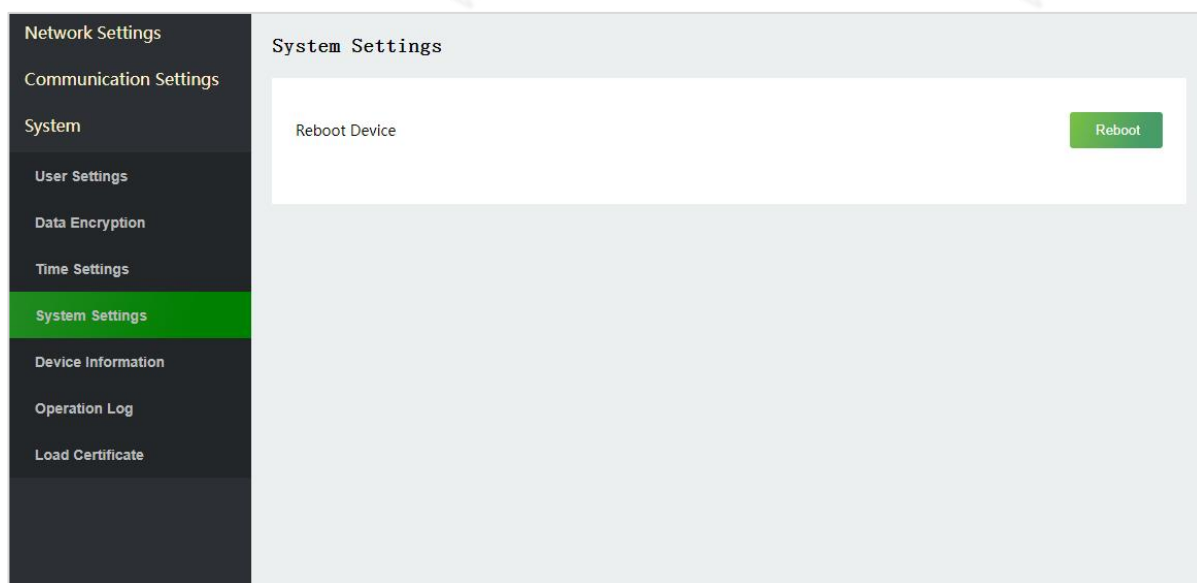 Network Settings
Communication Settings
System
User Settings
Data Encryption
Time Settings
System Settings
Device Information
Operation Log
Load Certificate
System Settings
Reboot Device
Reboot